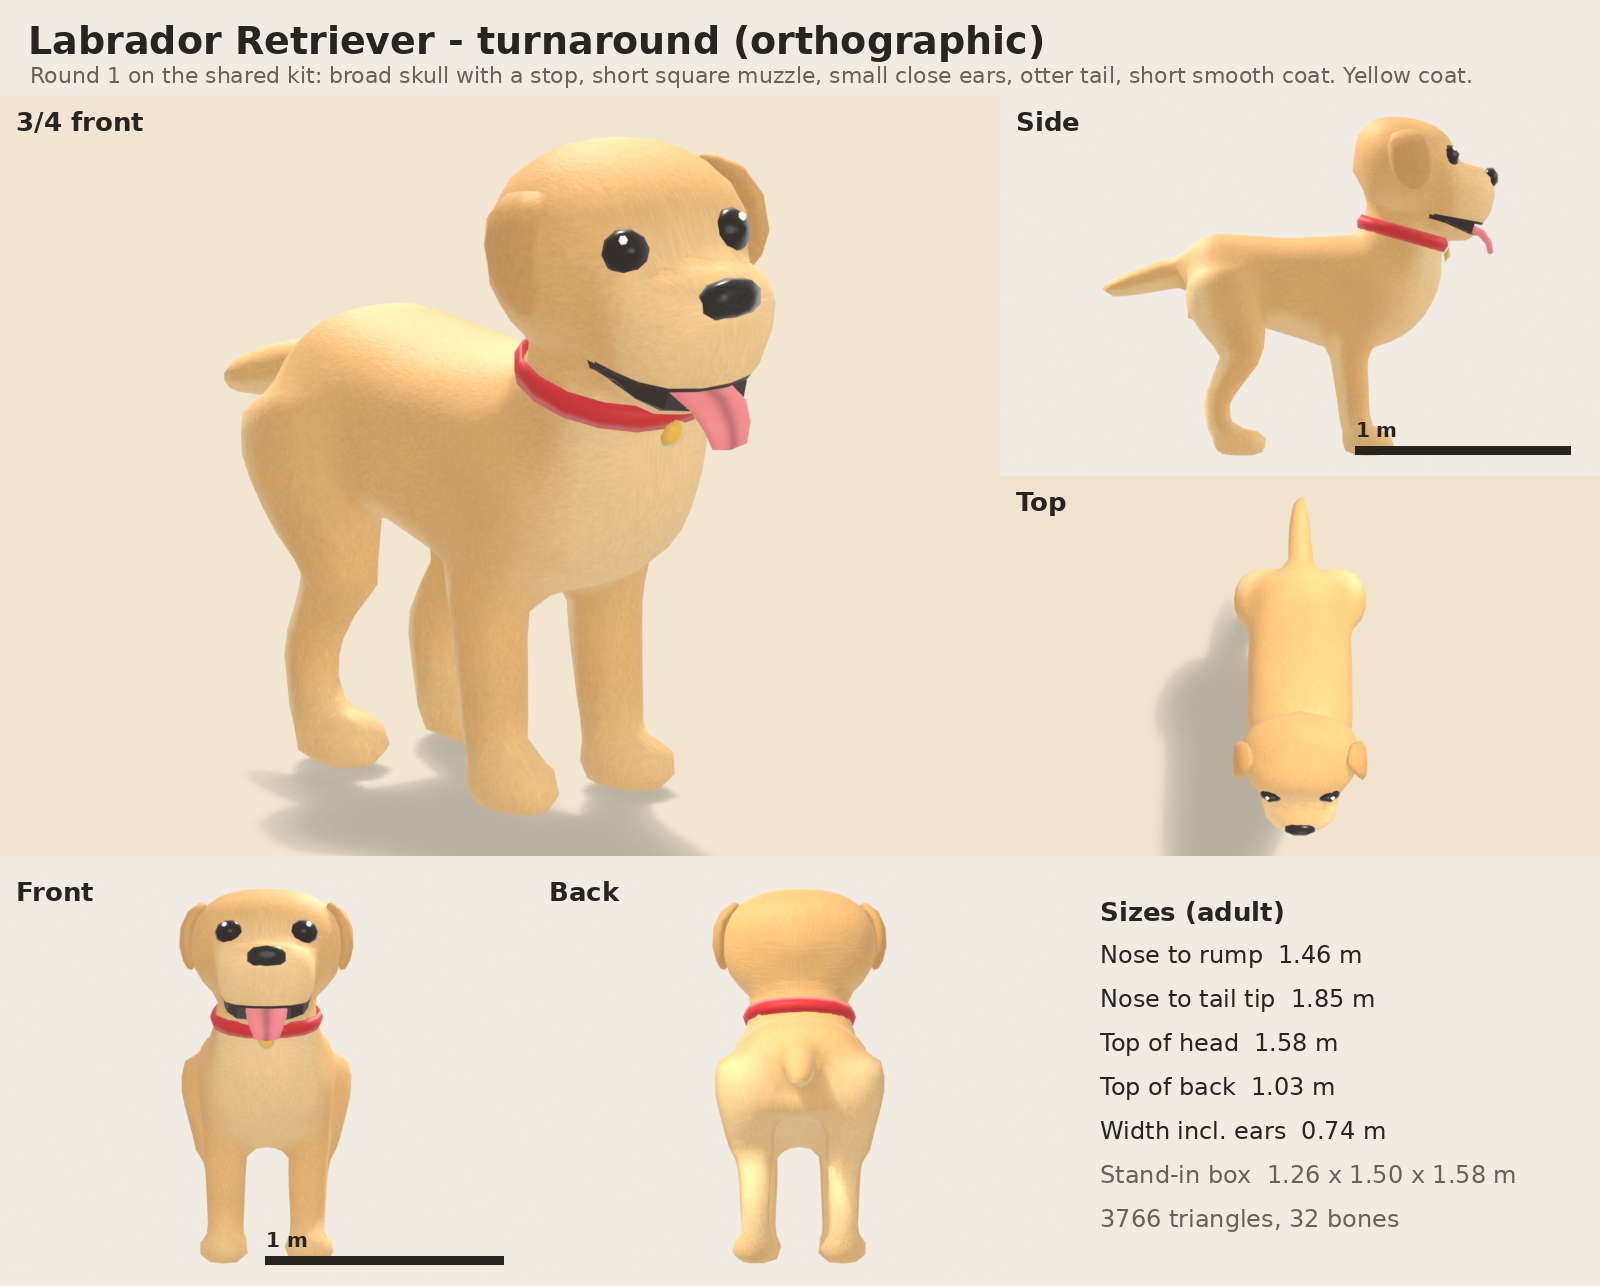 Labrador Retriever - turnaround (orthographic)
Round 1 on the shared kit: broad skull with a stop, short square muzzle, small close ears, otter tail, short smooth coat. Yellow coat.
3/4 front
Side
1 m
Top
Front
1 m
Back
Sizes (adult)
Nose to rump 1.46 m
Nose to tail tip 1.85 m
Top of head 1.58 m
Top of back 1.03 m
Width incl. ears 0.74 m
Stand-in box 1.26 x 1.50 x 1.58 m
3766 triangles, 32 bones